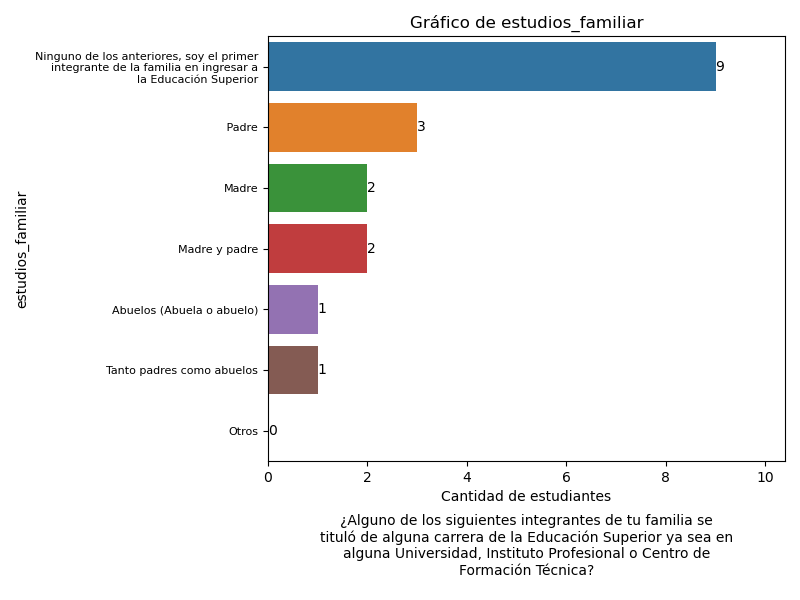 Gráfico de estudios_familiar
Ninguno de los anteriores, soy el primer
integrante de la familia en ingresar a
la Educación Superior
9
Padre
3
Madre
2
Madre y padre
2
Abuelos (Abuela o abuelo)
1
Tanto padres como abuelos
1
Otros
0
estudios_familiar
0 2 4 6 8 10
Cantidad de estudiantes
¿Alguno de los siguientes integrantes de tu familia se
tituló de alguna carrera de la Educación Superior ya sea en
alguna Universidad, Instituto Profesional o Centro de
Formación Técnica?